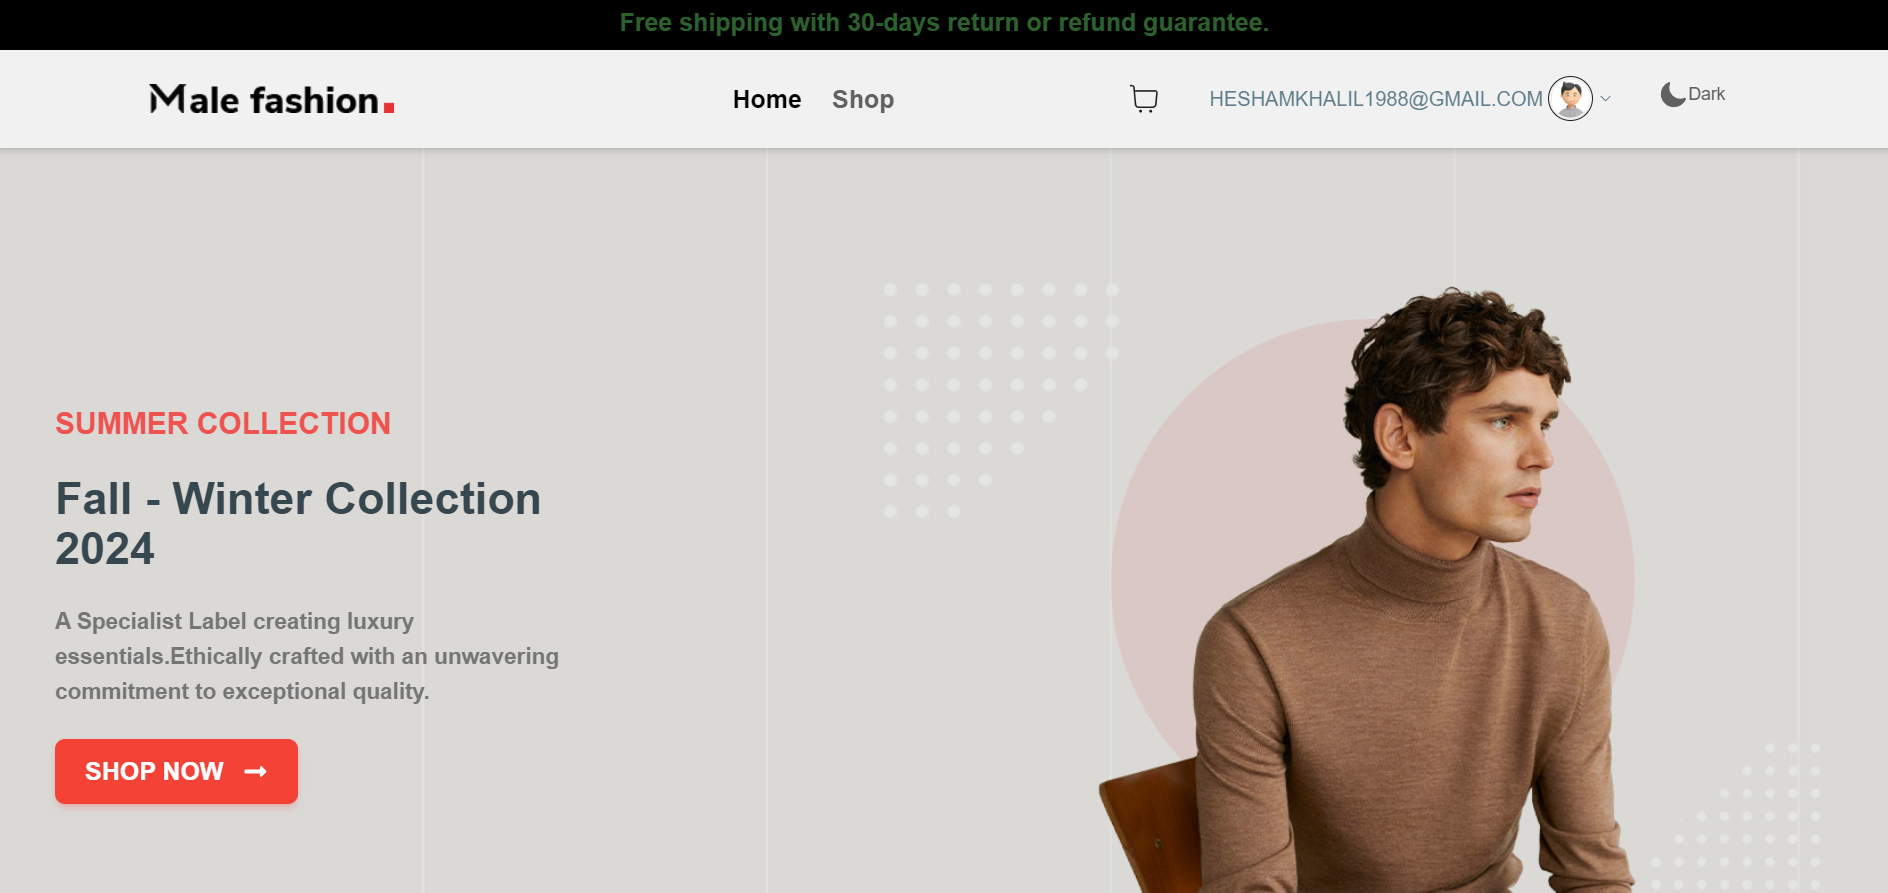 Free shipping with 30-days return or refund guarantee.
Male fashion.
Home
Shop
HESHAMKHALIL1988@GMAIL.COM
Dark
SUMMER COLLECTION
Fall - Winter Collection
2024
A Specialist Label creating luxury
essentials.Ethically crafted with an unwavering
commitment to exceptional quality.
SHOP NOW